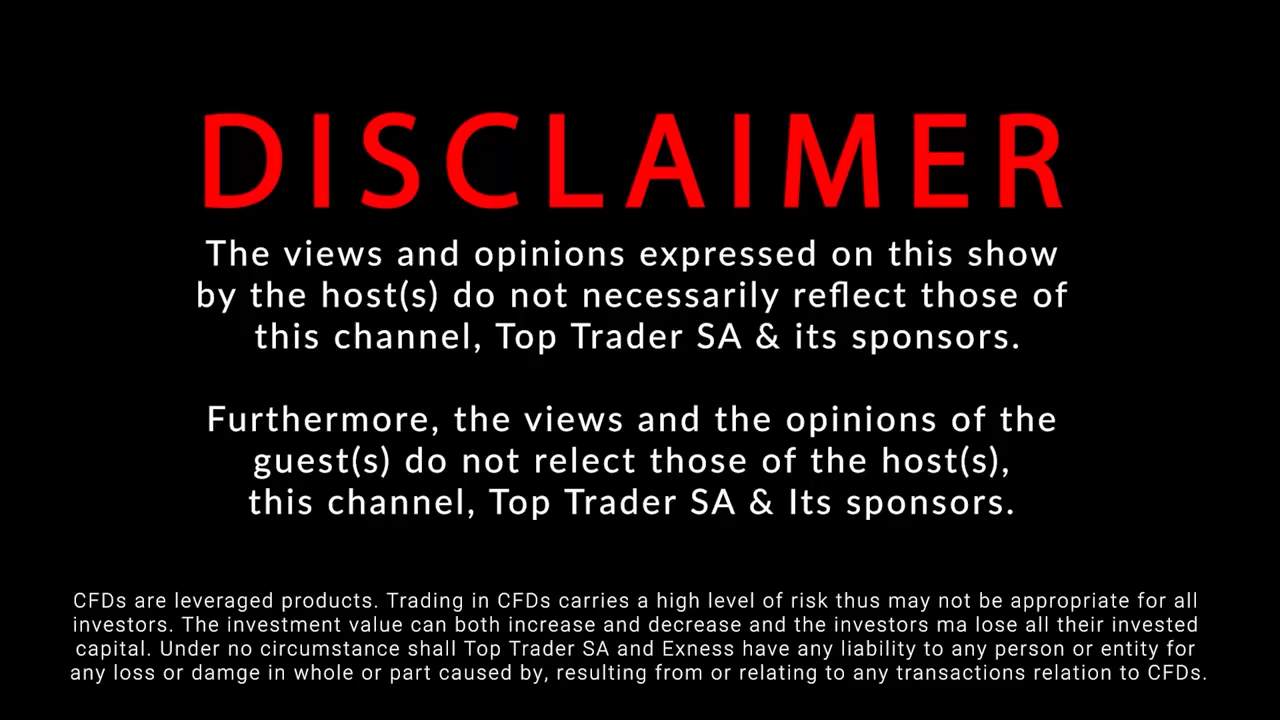 DISCLAIMER
The views and opinions expressed on this show
by the host(s) do not necessarily reflect those of
this channel, Top Trader SA & its sponsors.
Furthermore, the views and the opinions of the
guest(s) do not relect those of the host(s),
this channel, Top Trader SA & Its sponsors.
CFDs are leveraged products. Trading in CFDs carries a high level of risk thus may not be appropriate for all
investors. The investment value can both increase and decrease and the investors ma lose all their invested
capital. Under no circumstance shall Top Trader SA and Exness have any liability to any person or entity for
any loss or damge in whole or part caused by, resulting from or relating to any transactions relation to CFDs.